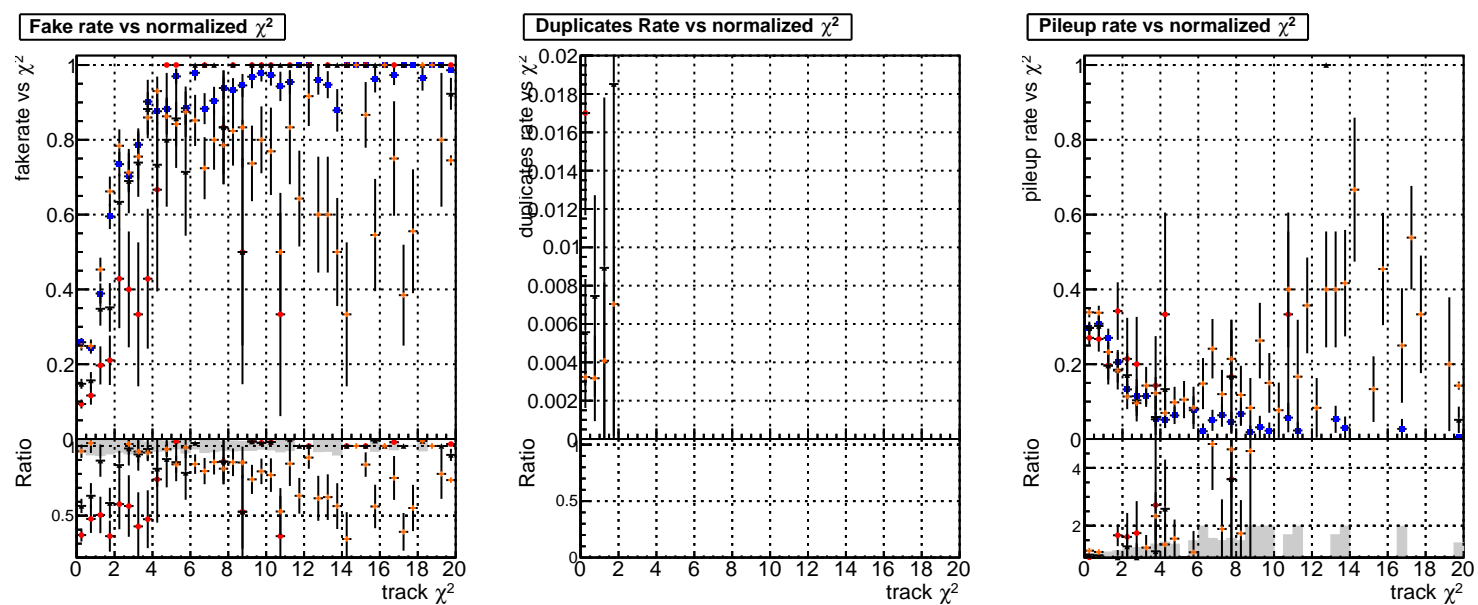 Fake rate vs normalized χ²
fakerate vs χ²
1
0.8
0.6
0.4
0.2
0
Ratio
0.5
0 2 4 6 8 10 12 14 16 18 20
track χ²
Duplicates Rate vs normalized χ²
duplicates rate vs χ²
0.02
0.018
0.016
0.014
0.012
0.01
0.008
0.006
0.004
0.002
0
Ratio
0.5
0
0 2 4 6 8 10 12 14 16 18 20
track χ²
Pileup rate vs normalized χ²
pileup rate vs χ²
1
0.8
0.6
0.4
0.2
0
Ratio
4
2
0 2 4 6 8 10 12 14 16 18 20
track χ²